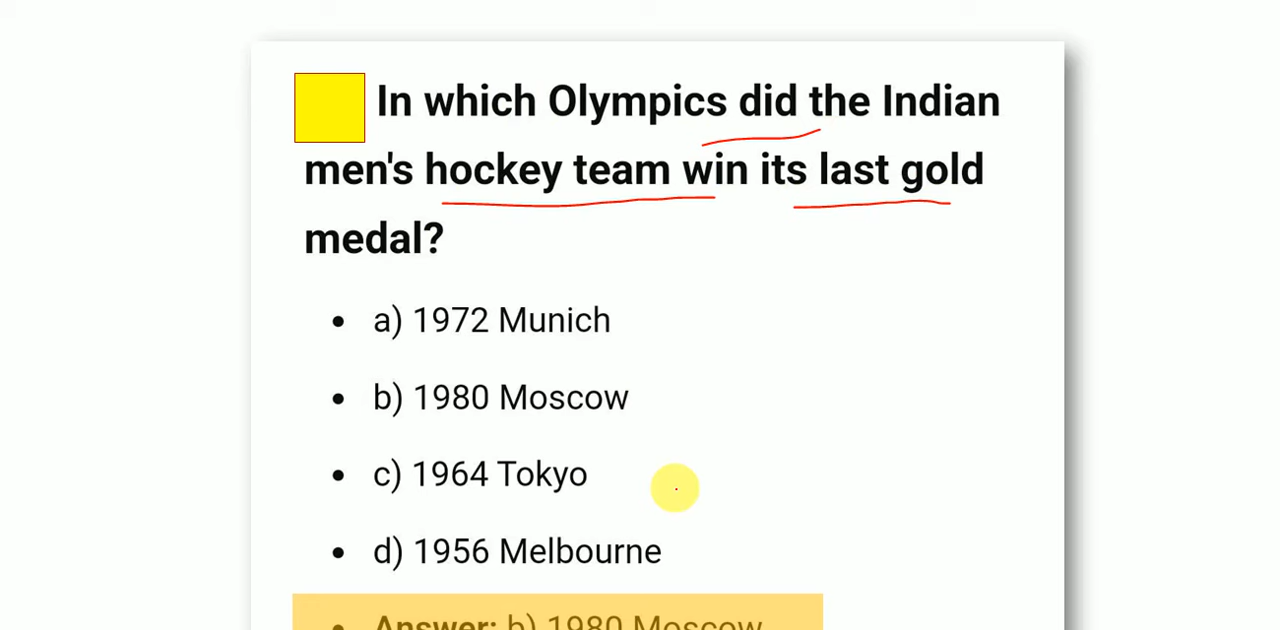 In which Olympics did the Indian
men's hockey team win its last gold
medal?
a) 1972 Munich
b) 1980 Moscow
c) 1964 Tokyo
d) 1956 Melbourne
Answer: b) 1980 Moscow